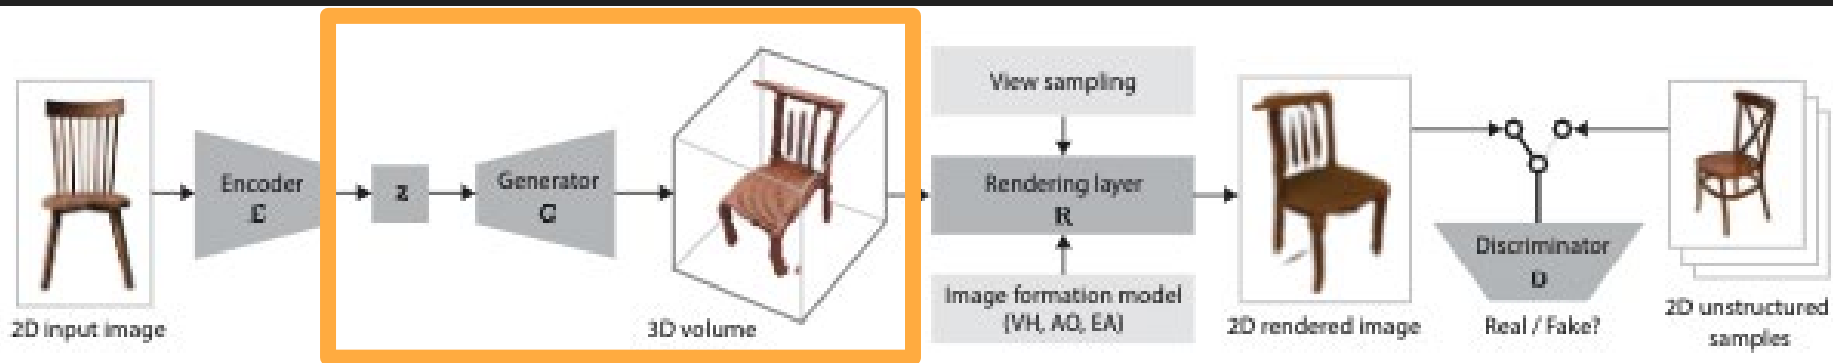 2D input image
Encoder
E
z
Generator
G
3D volume
View sampling
Rendering layer
R
Image formation model
(VH, AO, EA)
2D rendered image
Discriminator
D
Real / Fake?
2D unstructured
samples